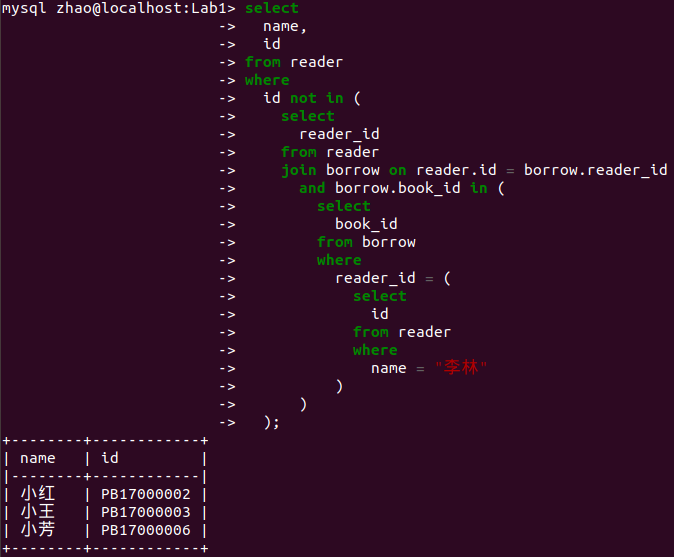 mysql zhao@localhost:Lab1> select
-> name,
-> id
-> from reader
-> where
-> id not in (
-> select
-> reader_id
-> from reader
-> join borrow on reader.id = borrow.reader_id
-> and borrow.book_id in (
-> select
-> book_id
-> from borrow
-> where
-> reader_id = (
-> select
-> id
-> from reader
-> where
-> name = "李林"
-> )
-> )
-> );
+--------+------------+
| name | id |
|--------+------------|
| 小红 | PB17000002 |
| 小王 | PB17000003 |
| 小芳 | PB17000006 |
+--------+------------+